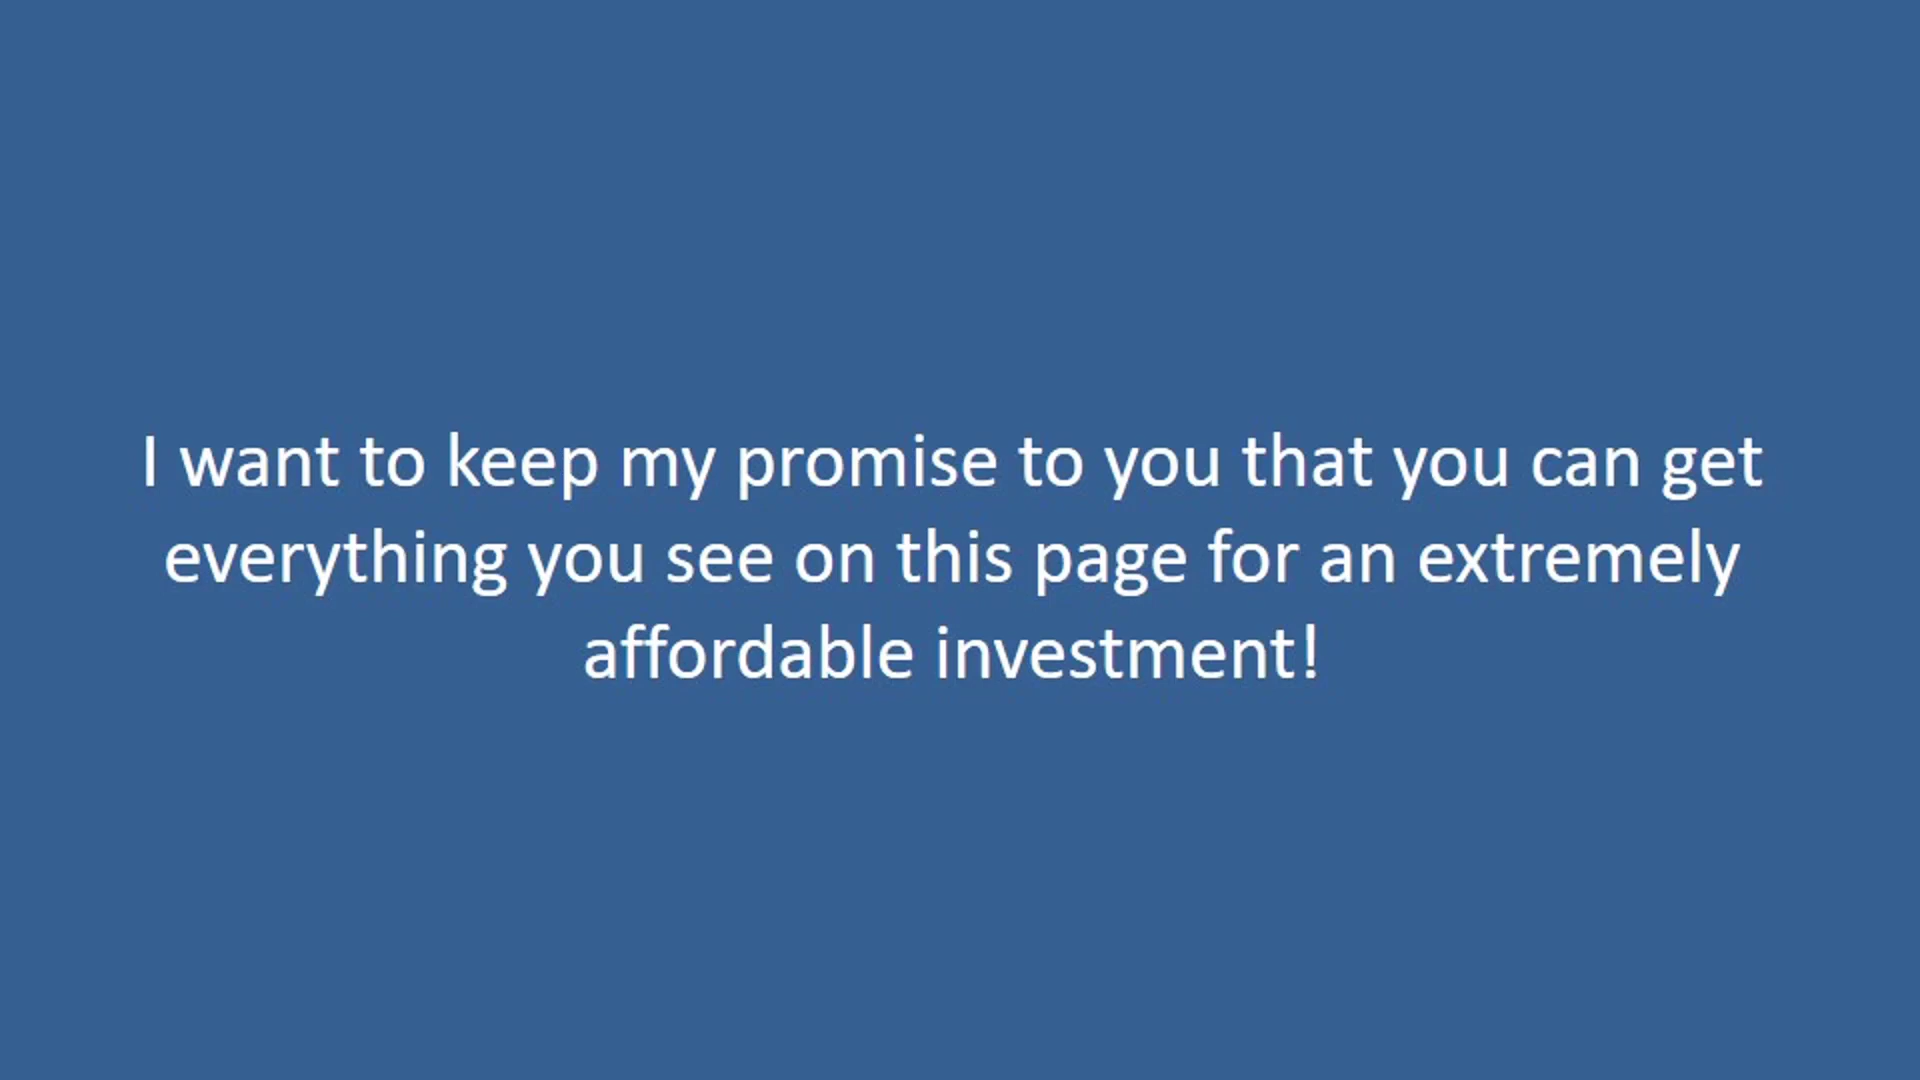 I want to keep my promise to you that you can get
everything you see on this page for an extremely
affordable investment!